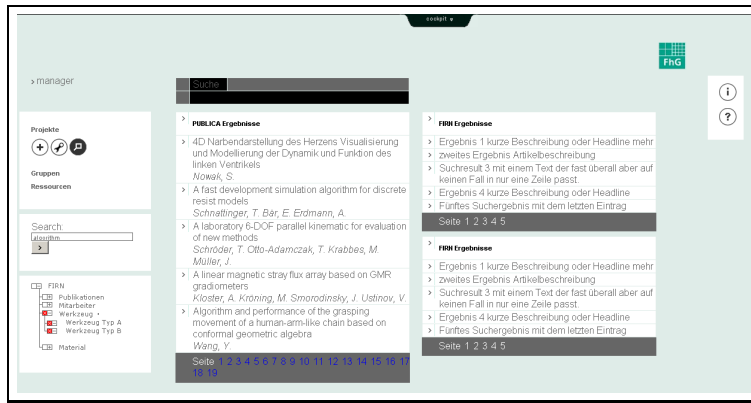 cockpit
FhG
› manager
Suche
Projekte
Gruppen
Ressourcen
Search:
algorithm
>
FIRN
Publikationen
Mitarbeiter
Werkzeug
Werkzeug Typ A
Werkzeug Typ B
Material
> PUBLICA Ergebnisse
> 4D Narbendarstellung des Herzens Visualisierung
und Modellierung der Dynamik und Funktion des
linken Ventrikels
Nowak, S.
> A fast development simulation algorithm for discrete
resist models
Schnattinger, T. Bär, E. Erdmann, A.
> A laboratory 6-DOF parallel kinematic for evaluation
of new methods
Schröder, T. Otto-Adamczak, T. Krabbes, M.
Müller, J.
> A linear magnetic stray flux array based on GMR
gradiometers
Kloster, A. Kröning, M. Smorodinsky, J. Ustinov, V.
> Algorithm and performance of the grasping
movement of a human-arm-like chain based on
conformal geometric algebra
Wang, Y.
Seite 1 2 3 4 5 6 7 8 9 10 11 12 13 14 15 16 17
18 19
> FIRN Ergebnisse
> Ergebnis 1 kurze Beschreibung oder Headline mehr
> zweites Ergebnis Artikelbeschreibung
> Suchresult 3 mit einem Text der fast überall aber auf
keinen Fall in nur eine Zeile passt.
> Ergebnis 4 kurze Beschreibung oder Headline
> Fünftes Suchergebnis mit dem letzten Eintrag
Seite 1 2 3 4 5
> FIRN Ergebnisse
> Ergebnis 1 kurze Beschreibung oder Headline mehr
> zweites Ergebnis Artikelbeschreibung
> Suchresult 3 mit einem Text der fast überall aber auf
keinen Fall in nur eine Zeile passt.
> Ergebnis 4 kurze Beschreibung oder Headline
> Fünftes Suchergebnis mit dem letzten Eintrag
Seite 1 2 3 4 5
i
?